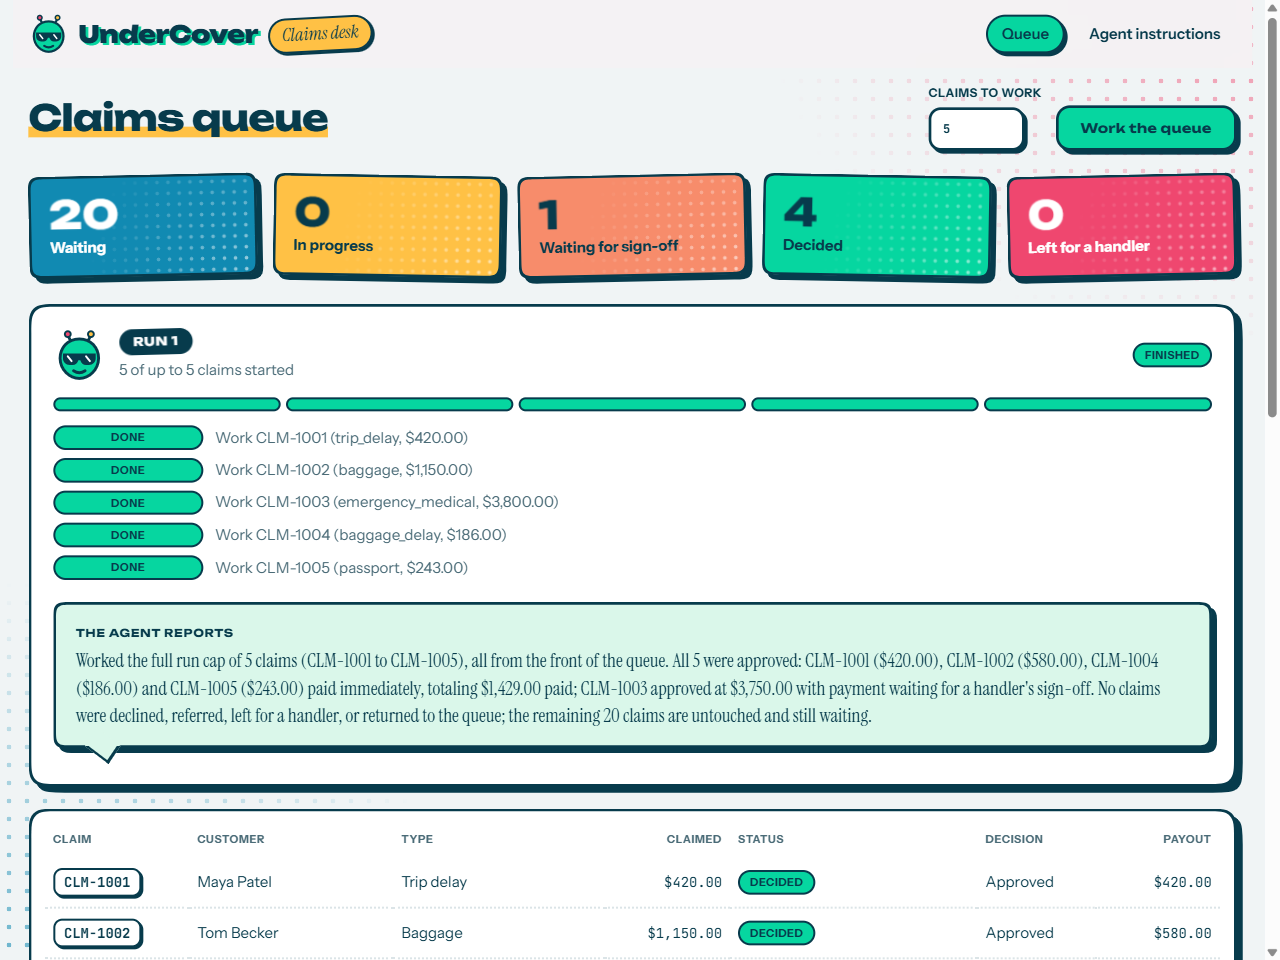 UnderCover Claims desk Queue Agent instructions
Claims queue
CLAIMS TO WORK
5
Work the queue
20
Waiting
0
In progress
1
Waiting for sign-off
4
Decided
0
Left for a handler
RUN 1
5 of up to 5 claims started
FINISHED
DONE Work CLM-1001 (trip_delay, $420.00)
DONE Work CLM-1002 (baggage, $1,150.00)
DONE Work CLM-1003 (emergency_medical, $3,800.00)
DONE Work CLM-1004 (baggage_delay, $186.00)
DONE Work CLM-1005 (passport, $243.00)
THE AGENT REPORTS
Worked the full run cap of 5 claims (CLM-1001 to CLM-1005), all from the front of the queue. All 5 were approved: CLM-1001 ($420.00), CLM-1002 ($580.00), CLM-1004
($186.00) and CLM-1005 ($243.00) paid immediately, totaling $1,429.00 paid; CLM-1003 approved at $3,750.00 with payment waiting for a handler's sign-off. No claims
were declined, referred, left for a handler, or returned to the queue; the remaining 20 claims are untouched and still waiting.
CLAIM CUSTOMER TYPE CLAIMED STATUS DECISION PAYOUT
CLM-1001 Maya Patel Trip delay $420.00 DECIDED Approved $420.00
CLM-1002 Tom Becker Baggage $1,150.00 DECIDED Approved $580.00